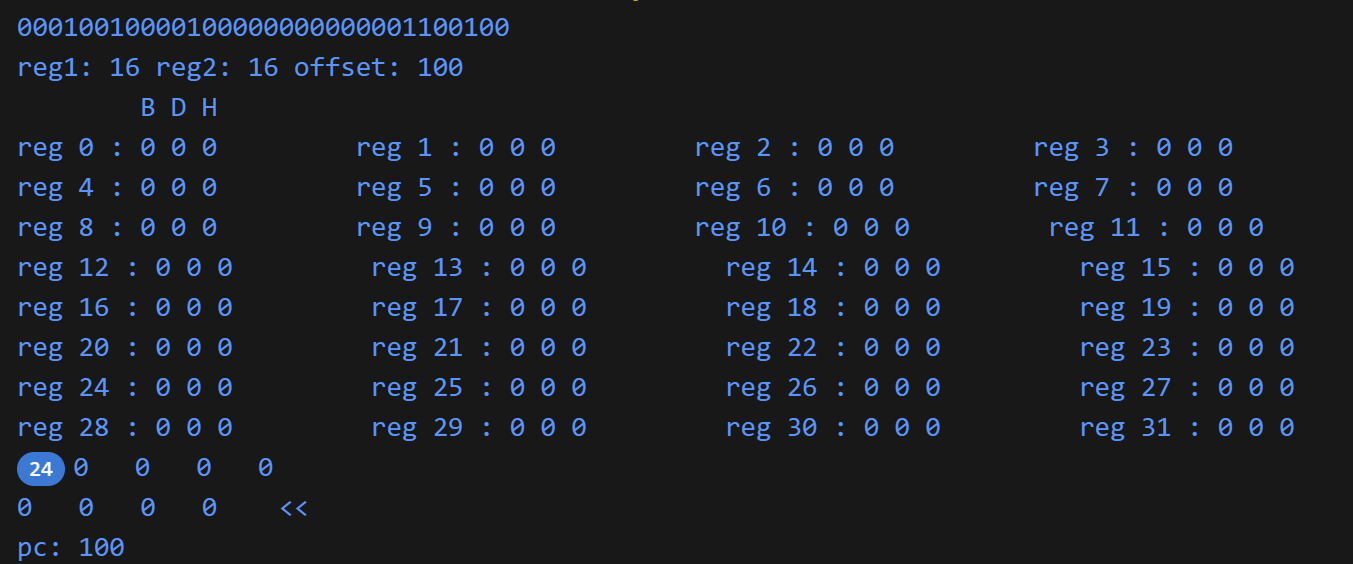 00010010000100000000000001100100
reg1: 16 reg2: 16 offset: 100
B D H
reg 0 : 0 0 0 reg 1 : 0 0 0 reg 2 : 0 0 0 reg 3 : 0 0 0
reg 4 : 0 0 0 reg 5 : 0 0 0 reg 6 : 0 0 0 reg 7 : 0 0 0
reg 8 : 0 0 0 reg 9 : 0 0 0 reg 10 : 0 0 0 reg 11 : 0 0 0
reg 12 : 0 0 0 reg 13 : 0 0 0 reg 14 : 0 0 0 reg 15 : 0 0 0
reg 16 : 0 0 0 reg 17 : 0 0 0 reg 18 : 0 0 0 reg 19 : 0 0 0
reg 20 : 0 0 0 reg 21 : 0 0 0 reg 22 : 0 0 0 reg 23 : 0 0 0
reg 24 : 0 0 0 reg 25 : 0 0 0 reg 26 : 0 0 0 reg 27 : 0 0 0
reg 28 : 0 0 0 reg 29 : 0 0 0 reg 30 : 0 0 0 reg 31 : 0 0 0
24 0 0 0 0
0 0 0 0 <<
pc: 100